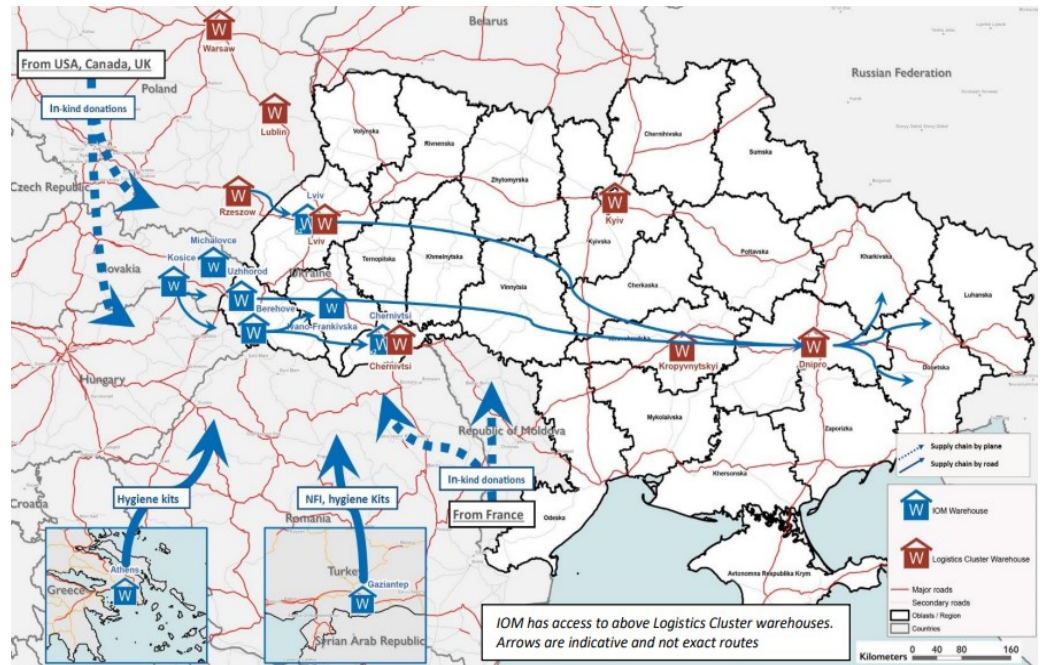 Belarus
Warsaw
From USA, Canada, UK
Russian Federation
Poland
In-kind donations
Lublin
Volynska
Rivnenska
Chernihivska
Sumska
Zhytomyrska
Czech Republic
Rzeszow
Lviv
Lviv
Kyiv
Kyivska
Poltavska
Kharkivska
Michalovce
Kosice
Slovakia
Uzhhorod
Ukraine
Ternopilska
Khmelnytska
Vinnytsia
Cherkaska
Luhanska
Berehove
Ivano-Frankivska
Chernivtsi
Chernivtsi
Kropyvnytskyi
Dnipro
Donetska
Hungary
Mykolaivska
Zaporizka
Republic of Moldova
Khersonska
Odeska
In-kind donations
From France
Hygiene kits
NFI, hygiene Kits
Croatia
Romania
Athens
Greece
Turkey
Gaziantep
Syrian Arab Republic
Avtonomna Respublika Krym
IOM has access to above Logistics Cluster warehouses.
Arrows are indicative and not exact routes
Supply chain by plane
Supply chain by road
IOM Warehouse
Logistics Cluster Warehouse
Major roads
Secondary roads
Oblasts / Region
Countries
Kilometers
0 40 80 160